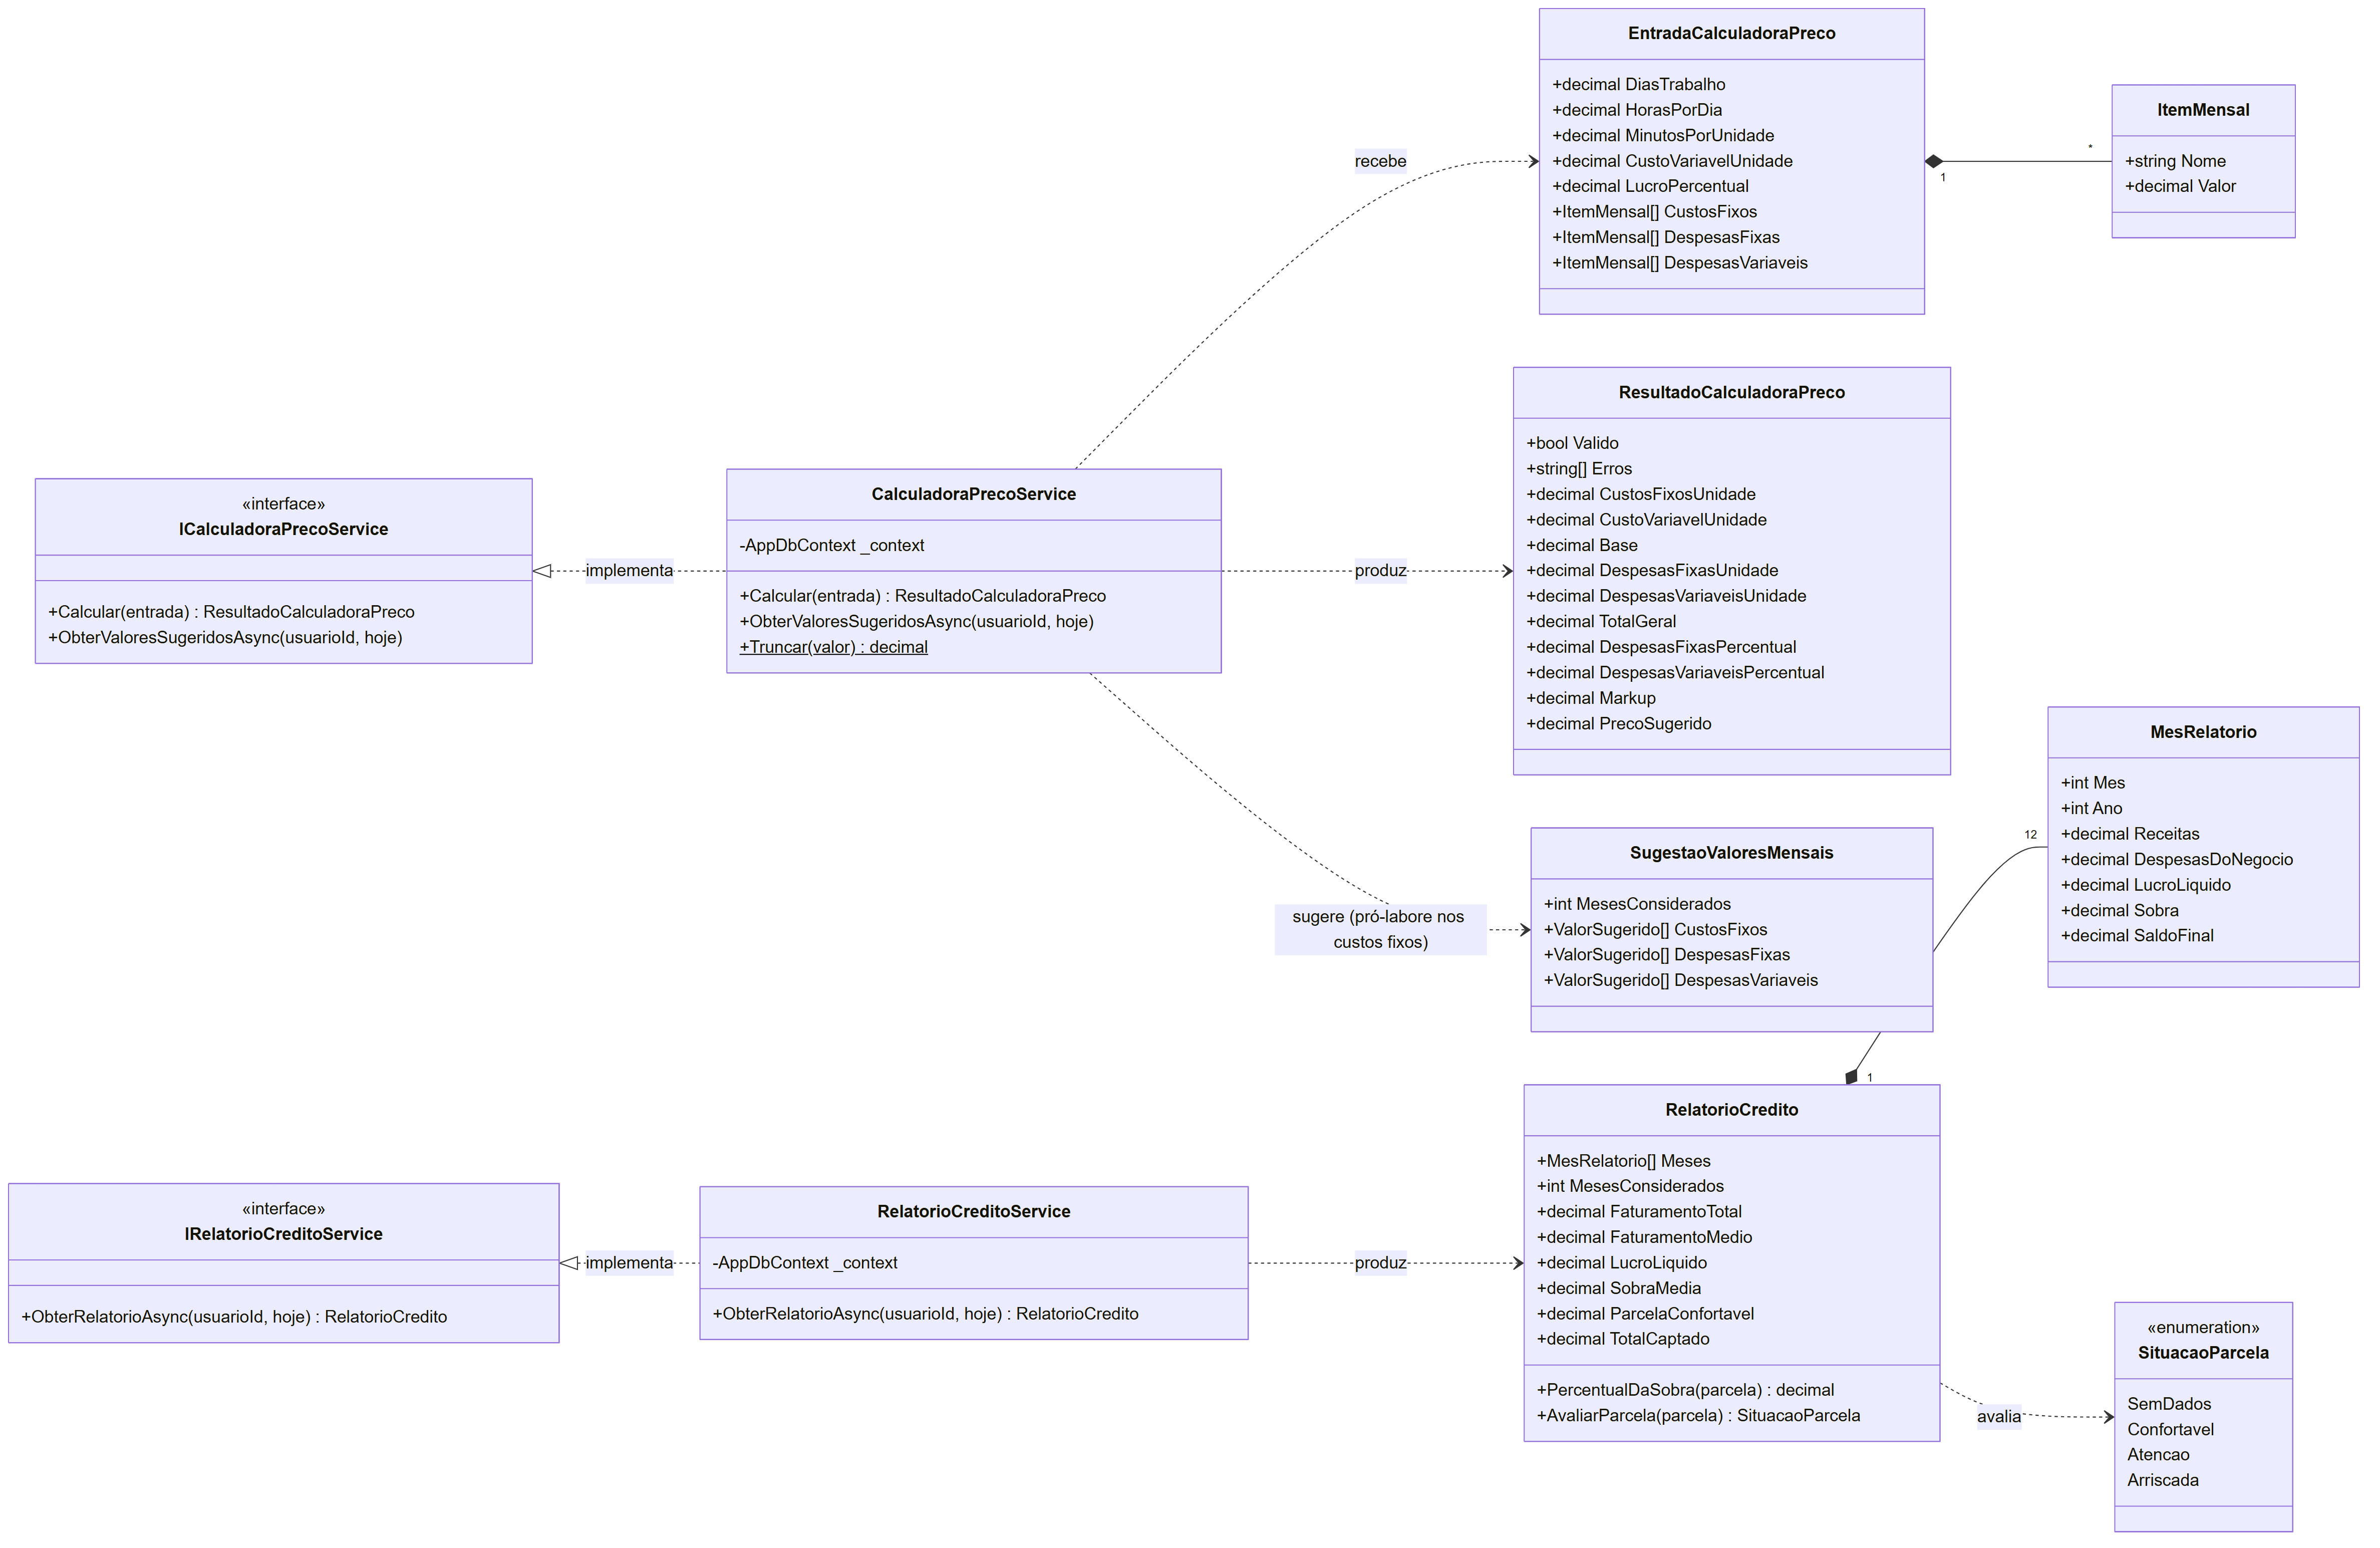 EntradaCalculadoraPreco
+decimal DiasTrabalho
+decimal HorasPorDia
+decimal MinutosPorUnidade
+decimal CustoVariavelUnidade
+decimal LucroPercentual
+ItemMensal[] CustosFixos
+ItemMensal[] DespesasFixas
+ItemMensal[] DespesasVariaveis
1
*
ItemMensal
+string Nome
+decimal Valor
recebe
ResultadoCalculadoraPreco
+bool Valido
+string[] Erros
+decimal CustosFixosUnidade
+decimal CustoVariavelUnidade
+decimal Base
+decimal DespesasFixasUnidade
+decimal DespesasVariaveisUnidade
+decimal TotalGeral
+decimal DespesasFixasPercentual
+decimal DespesasVariaveisPercentual
+decimal Markup
+decimal PrecoSugerido
«interface»
ICalculadoraPrecoService
+Calcular(entrada) : ResultadoCalculadoraPreco
+ObterValoresSugeridosAsync(usuarioId, hoje)
implementa
CalculadoraPrecoService
-AppDbContext _context
+Calcular(entrada) : ResultadoCalculadoraPreco
+ObterValoresSugeridosAsync(usuarioId, hoje)
+Truncar(valor) : decimal
produz
sugere (pró-labore nos
custos fixos)
SugestaoValoresMensais
+int MesesConsiderados
+ValorSugerido[] CustosFixos
+ValorSugerido[] DespesasFixas
+ValorSugerido[] DespesasVariaveis
MesRelatorio
+int Mes
+int Ano
+decimal Receitas
+decimal DespesasDoNegocio
+decimal LucroLiquido
+decimal Sobra
+decimal SaldoFinal
12
1
«interface»
IRelatorioCreditoService
+ObterRelatorioAsync(usuarioId, hoje) : RelatorioCredito
implementa
RelatorioCreditoService
-AppDbContext _context
+ObterRelatorioAsync(usuarioId, hoje) : RelatorioCredito
produz
RelatorioCredito
+MesRelatorio[] Meses
+int MesesConsiderados
+decimal FaturamentoTotal
+decimal FaturamentoMedio
+decimal LucroLiquido
+decimal SobraMedia
+decimal ParcelaConfortavel
+decimal TotalCaptado
+PercentualDaSobra(parcela) : decimal
+AvaliarParcela(parcela) : SituacaoParcela
avalia
«enumeration»
SituacaoParcela
SemDados
Confortavel
Atencao
Arriscada